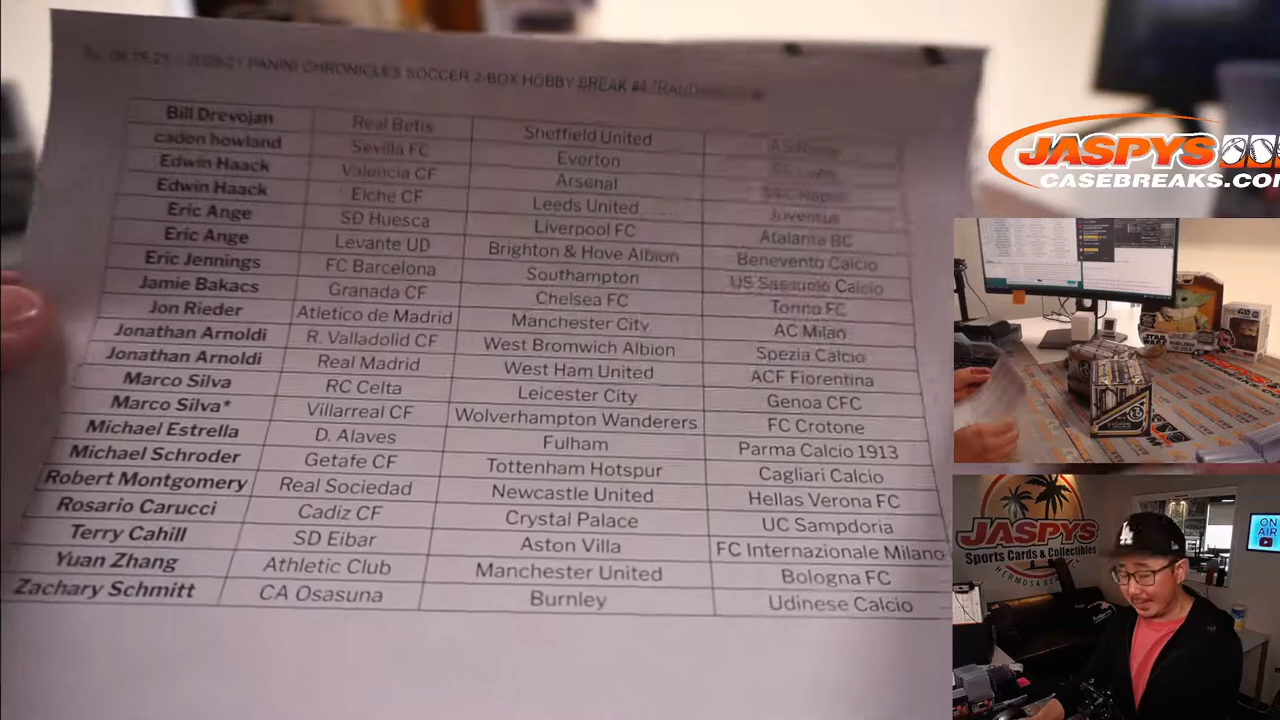 06.15.21 -- 2020-21 PANINI CHRONICLES SOCCER 2-BOX HOBBY BREAK #4
Bill Drevojan Real Betis Sheffield United
caden howland Sevilla FC Everton
Edwin Haack Valencia CF Arsenal
Edwin Haack Elche CF Leeds United Juventus
Eric Ange SD Huesca Liverpool FC Atalanta BC
Eric Ange Levante UD Brighton & Hove Albion Benevento Calcio
Eric Jennings FC Barcelona Southampton US Sassuolo Calcio
Jamie Bakacs Granada CF Chelsea FC Torino FC
Jon Rieder Atletico de Madrid Manchester City AC Milan
Jonathan Arnoldi R. Valladolid CF West Bromwich Albion Spezia Calcio
Jonathan Arnoldi Real Madrid West Ham United ACF Fiorentina
Marco Silva RC Celta Leicester City Genoa CFC
Marco Silva* Villarreal CF Wolverhampton Wanderers FC Crotone
Michael Estrella D. Alaves Fulham Parma Calcio 1913
Michael Schroder Getafe CF Tottenham Hotspur Cagliari Calcio
Robert Montgomery Real Sociedad Newcastle United Hellas Verona FC
Rosario Carucci Cadiz CF Crystal Palace UC Sampdoria
Terry Cahill SD Eibar Aston Villa FC Internazionale Milano
Yuan Zhang Athletic Club Manchester United Bologna FC
Zachary Schmitt CA Osasuna Burnley Udinese Calcio
JASPYS
CASEBREAKS.CO
STAR WARS
JASPYS
Sports Cards & Collectibles
HERMOSA BE
ON AIR
LA